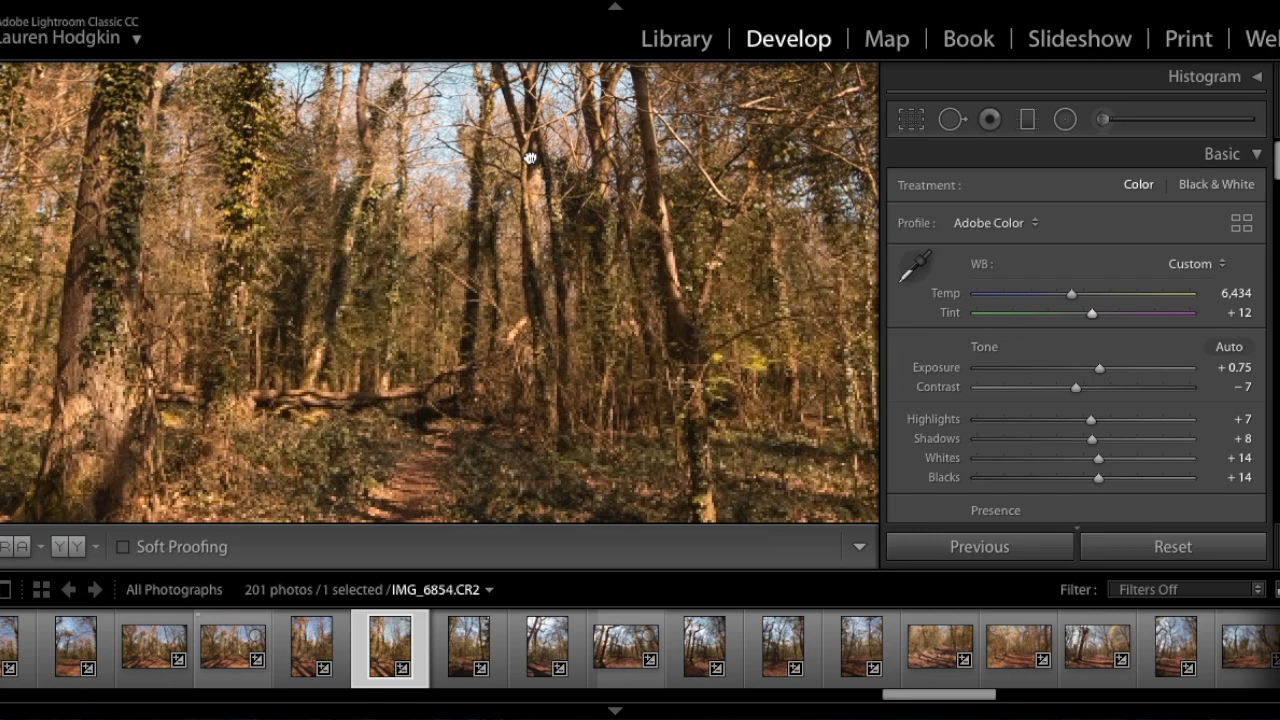 Adobe Lightroom Classic CC
Lauren Hodgkin
Library | Develop | Map | Book | Slideshow | Print |
Histogram
Basic
Treatment : Color | Black & White
Profile : Adobe Color
WB : Custom
Temp 6,434
Tint + 12
Tone Auto
Exposure + 0.75
Contrast − 7
Highlights + 7
Shadows + 8
Whites + 14
Blacks + 14
Presence
R A Y Y Soft Proofing
Previous Reset
All Photographs 201 photos / 1 selected / IMG_6854.CR2
Filter : Filters Off